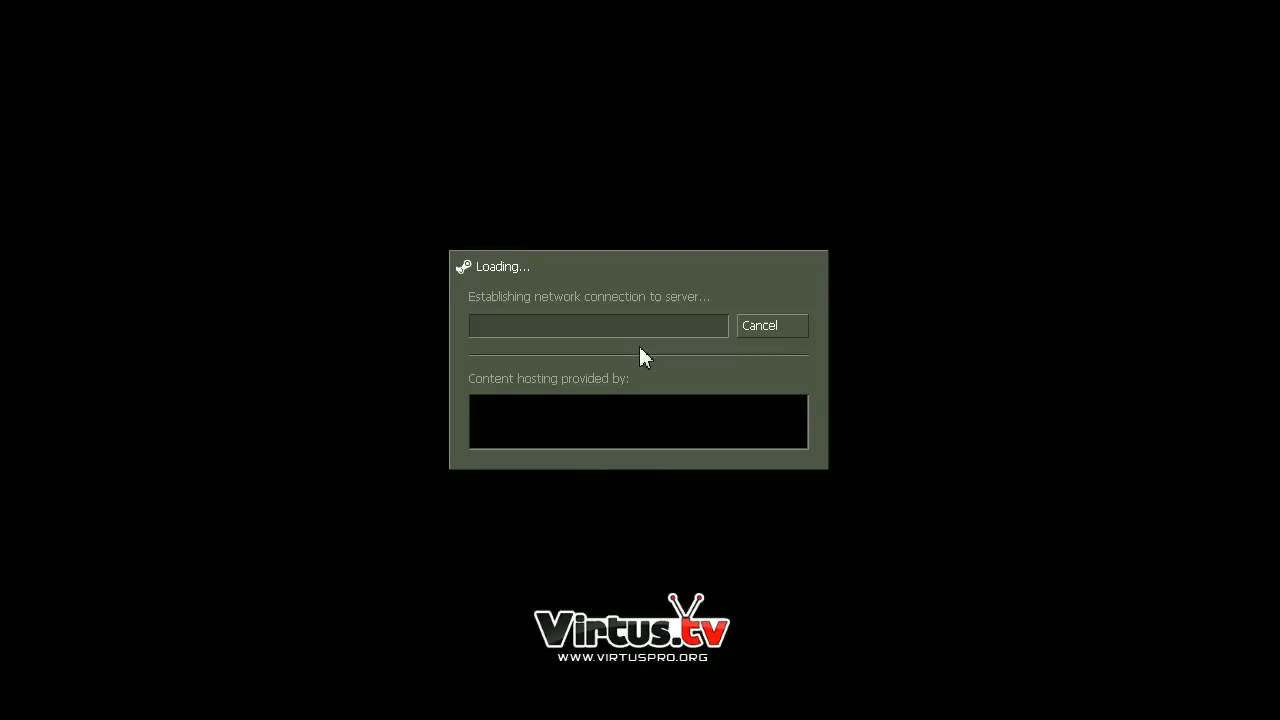 Loading...
Establishing network connection to server...
Cancel
Content hosting provided by:
Virtus.tv
WWW.VIRTUSPRO.ORG